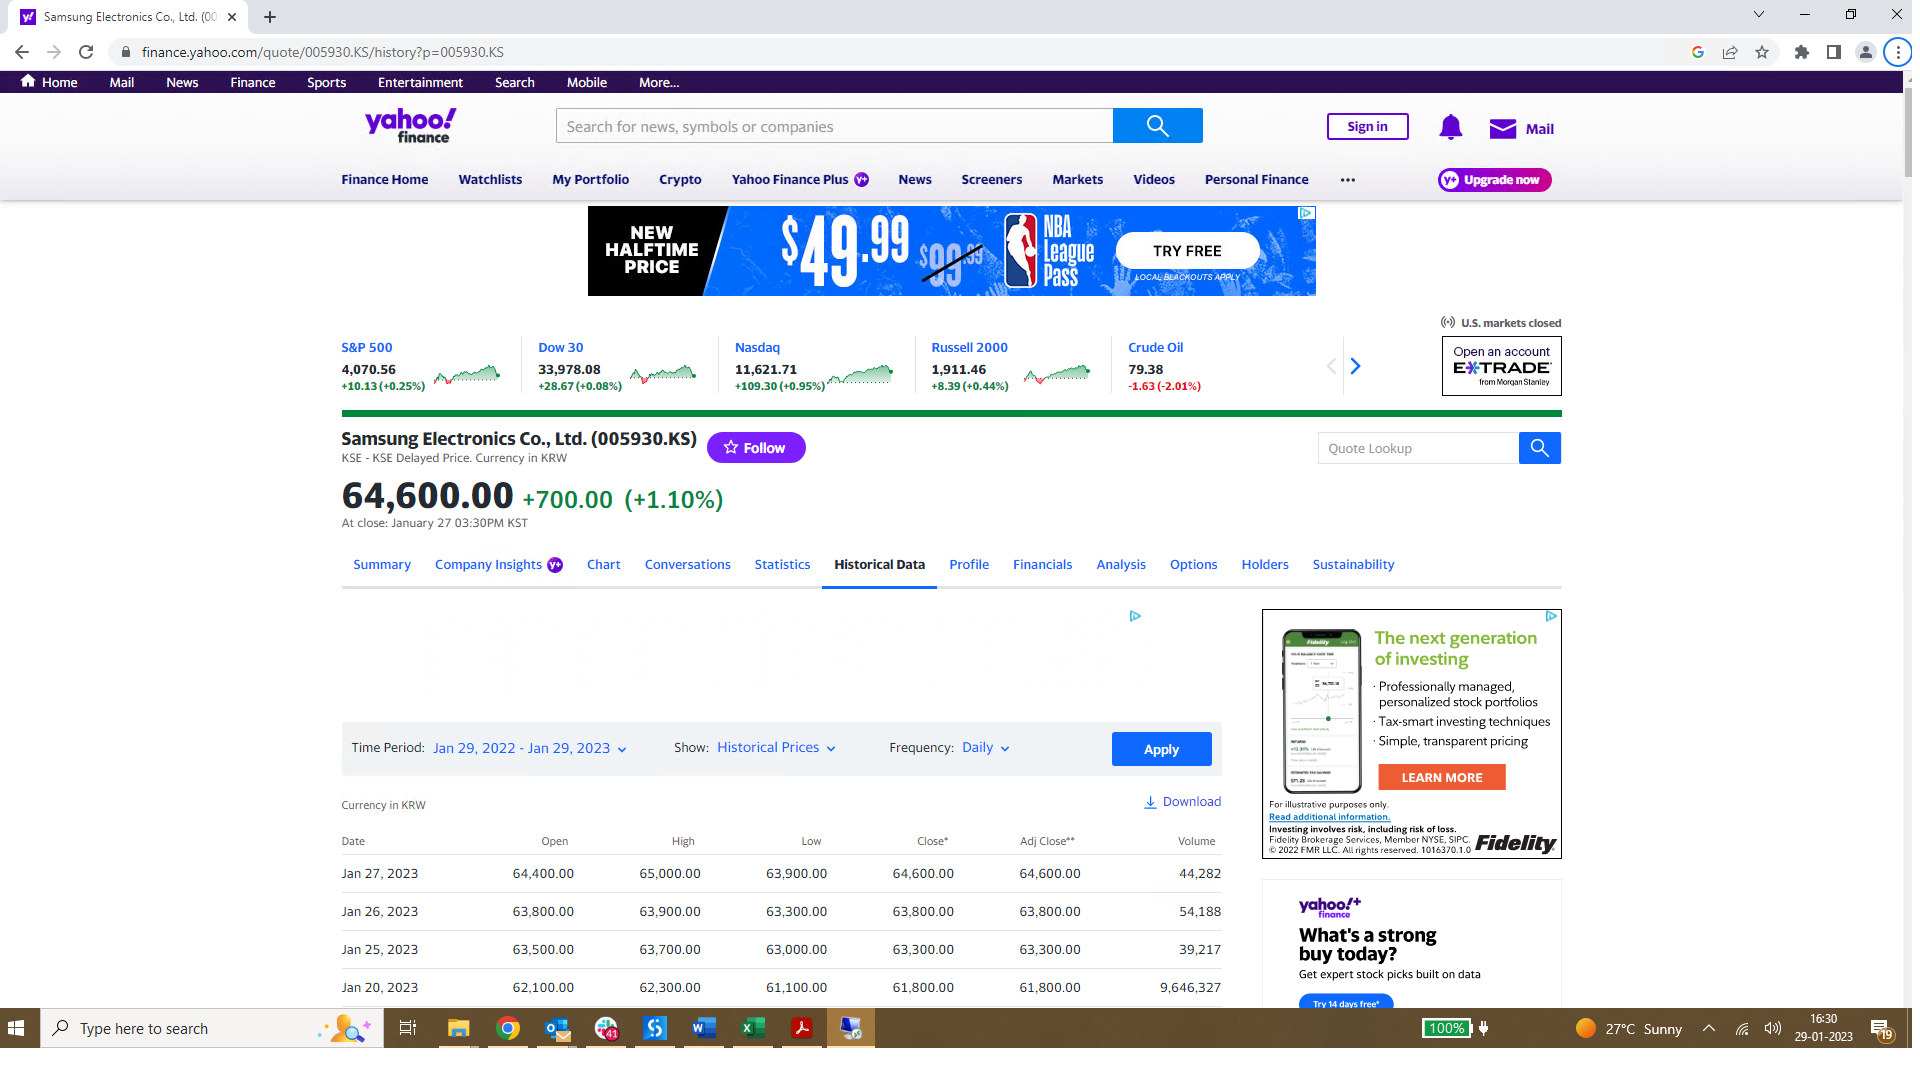 Samsung Electronics Co., Ltd. (00
finance.yahoo.com/quote/005930.KS/history?p=005930.KS
Home Mail News Finance Sports Entertainment Search Mobile More...
yahoo!
finance
Search for news, symbols or companies
Sign in
Mail
Finance Home Watchlists My Portfolio Crypto Yahoo Finance Plus Y+ News Screeners Markets Videos Personal Finance ...
y+ Upgrade now
NEW
HALFTIME
PRICE
$49.99
$99.99
NBA
League
Pass
TRY FREE
LOCAL BLACKOUTS APPLY
U.S. markets closed
S&P 500
4,070.56
+10.13 (+0.25%)
Dow 30
33,978.08
+28.67 (+0.08%)
Nasdaq
11,621.71
+109.30 (+0.95%)
Russell 2000
1,911.46
+8.39 (+0.44%)
Crude Oil
79.38
-1.63 (-2.01%)
Open an account
E*TRADE
from Morgan Stanley
Samsung Electronics Co., Ltd. (005930.KS)
Follow
KSE - KSE Delayed Price. Currency in KRW
Quote Lookup
64,600.00 +700.00 (+1.10%)
At close: January 27 03:30PM KST
Summary Company Insights Y+ Chart Conversations Statistics Historical Data Profile Financials Analysis Options Holders Sustainability
Time Period: Jan 29, 2022 - Jan 29, 2023 Show: Historical Prices Frequency: Daily
Apply
Currency in KRW
Download
Date Open High Low Close* Adj Close** Volume
Jan 27, 2023 64,400.00 65,000.00 63,900.00 64,600.00 64,600.00 44,282
Jan 26, 2023 63,800.00 63,900.00 63,300.00 63,800.00 63,800.00 54,188
Jan 25, 2023 63,500.00 63,700.00 63,000.00 63,300.00 63,300.00 39,217
Jan 20, 2023 62,100.00 62,300.00 61,100.00 61,800.00 61,800.00 9,646,327
Fidelity
The next generation
of investing
· Professionally managed,
personalized stock portfolios
· Tax-smart investing techniques
· Simple, transparent pricing
LEARN MORE
For illustrative purposes only.
Read additional information.
Investing involves risk, including risk of loss.
Fidelity Brokerage Services, Member NYSE, SIPC.
© 2022 FMR LLC. All rights reserved. 1016370.1.0
Fidelity
yahoo!+
finance
What's a strong
buy today?
Get expert stock picks built on data
Try 14 days free*
Type here to search
41
100%
27°C Sunny
16:30
29-01-2023
19